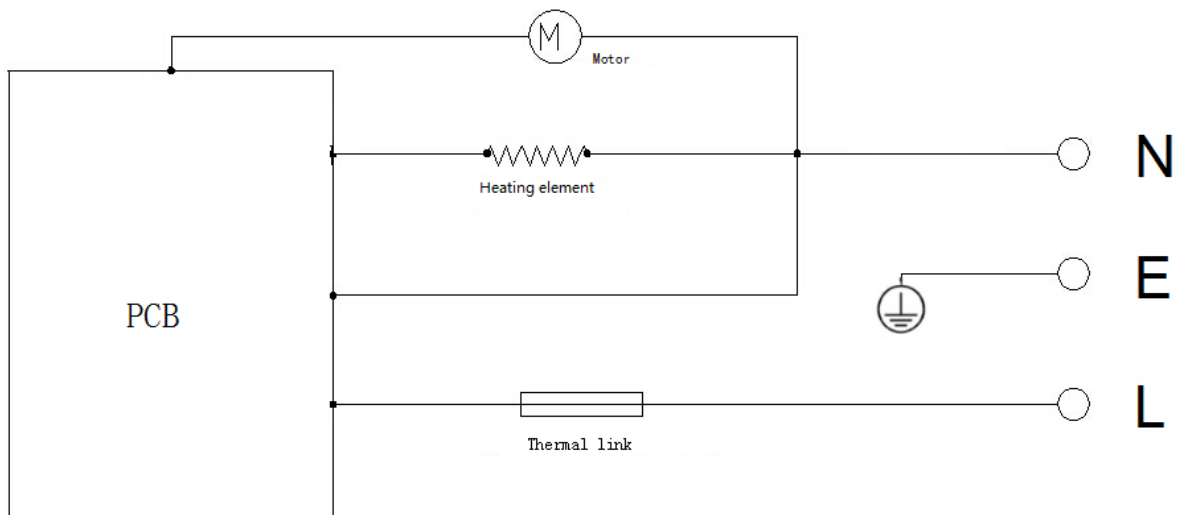 M
Motor
N
Heating element
E
PCB
L
Thermal link